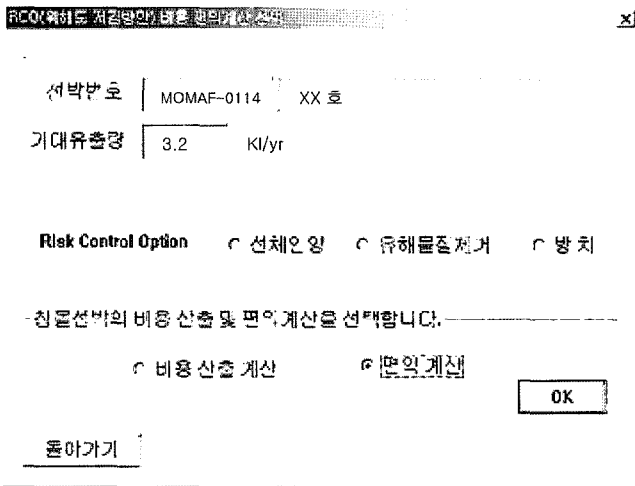 RCO(위해도 저감방안) 비용 편익계산 선택
선박번호 MOMAF-0114 XX 호
기대유출량 3.2 Kl/yr
Risk Control Option 선체인양 유해물질제거 방 치
침몰선박의 비용 산출 및 편익계산을 선택합니다.
비용 산출 계산 편익 계산
OK
돌아가기